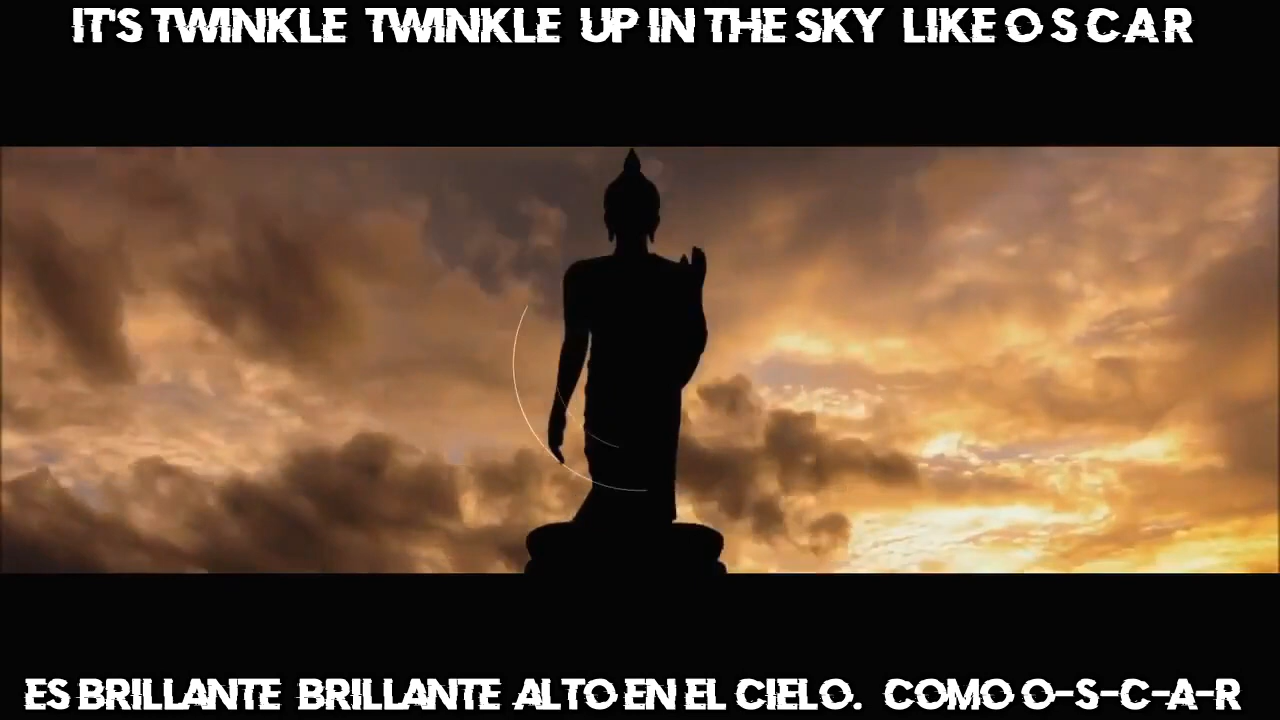 IT'S TWINKLE TWINKLE UP IN THE SKY LIKE O S C A R
ES BRILLANTE BRILLANTE ALTO EN EL CIELO. COMO O-S-C-A-R